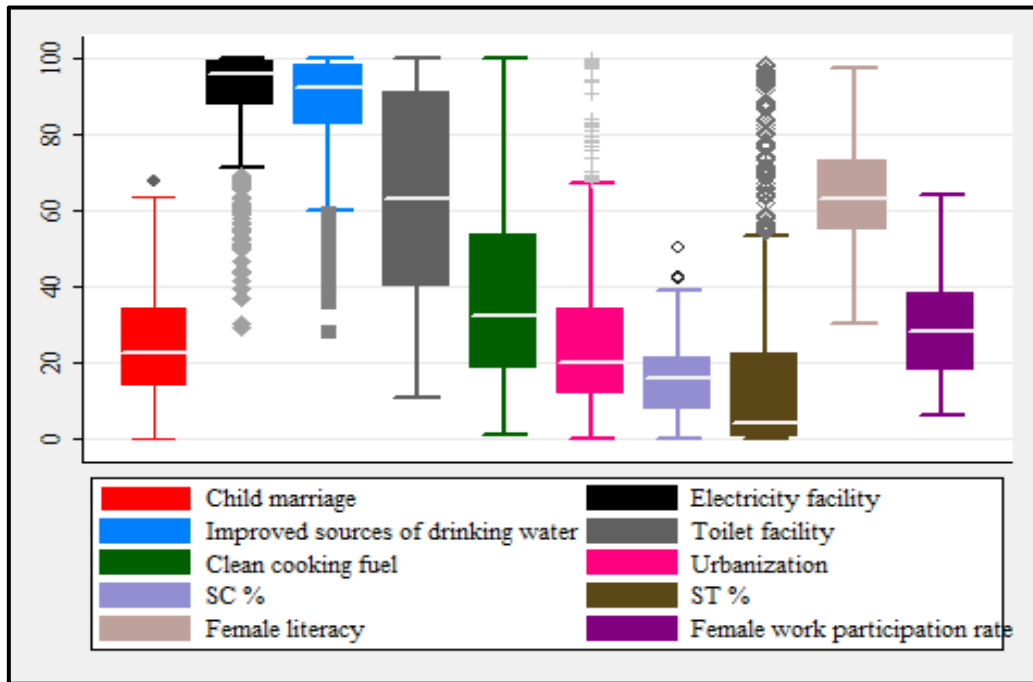 100
80
60
40
20
0
Child marriage
Electricity facility
Improved sources of drinking water
Toilet facility
Clean cooking fuel
Urbanization
SC %
ST %
Female literacy
Female work participation rate